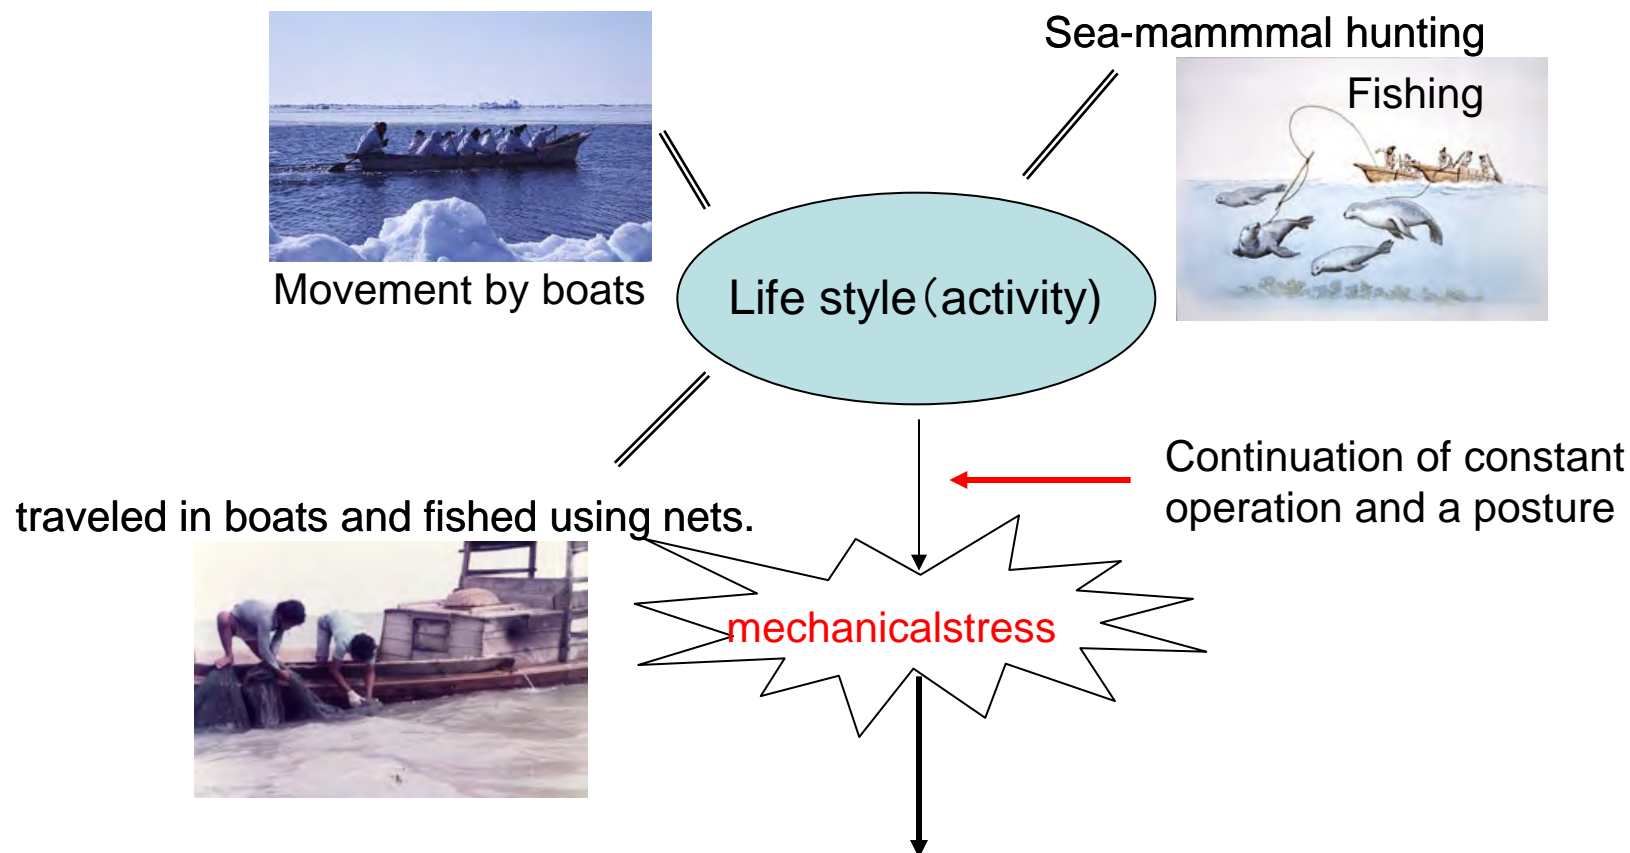 Sea-mammmal hunting
Fishing
Movement by boats
Life style（activity)
Continuation of constant
operation and a posture
traveled in boats and fished using nets.
mechanicalstress